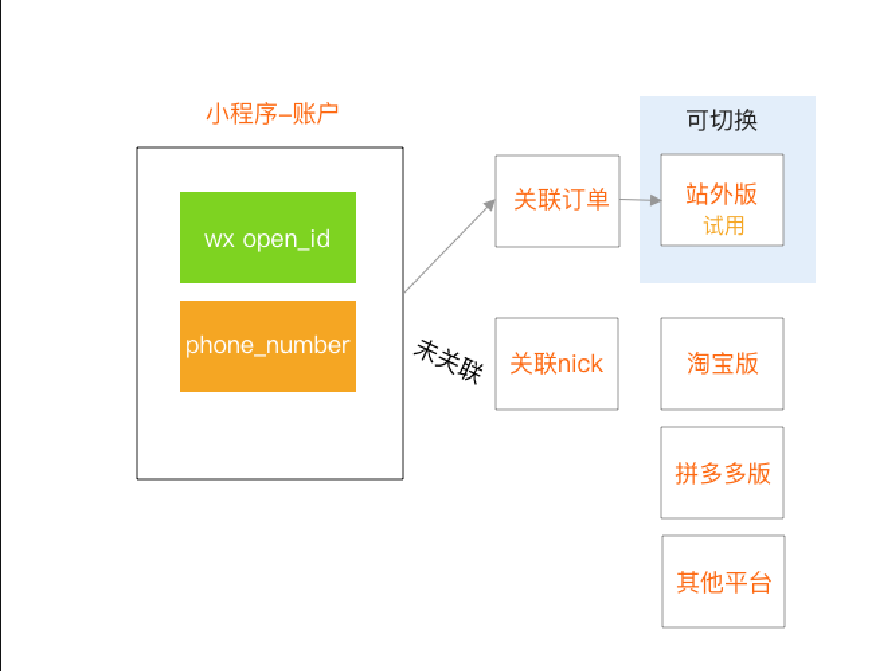 小程序-账户
wx open_id
phone_number
未关联
关联订单
关联nick
可切换
站外版
试用
淘宝版
拼多多版
其他平台